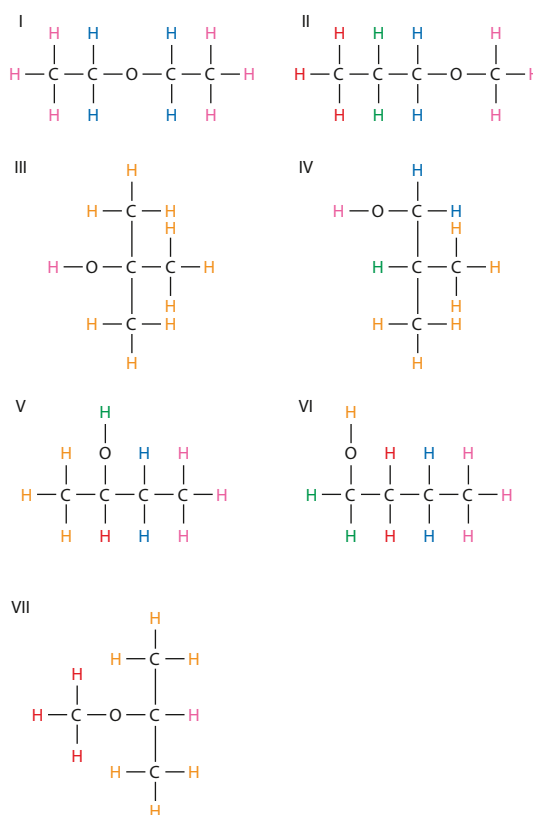 I II
H H H H H H H H H
H C C O C C H H C C C O C H
H H H H H H H H
III IV
H H
H C H H O C H
H H
H O C C H H C C H
H H
H C H H C H
H H
V VI
H H
H O H H H H H
O
H C C C C H H C C C C H
H H H H H H H H
VII
H
H C H
H
H C O C H
H
H C H
H